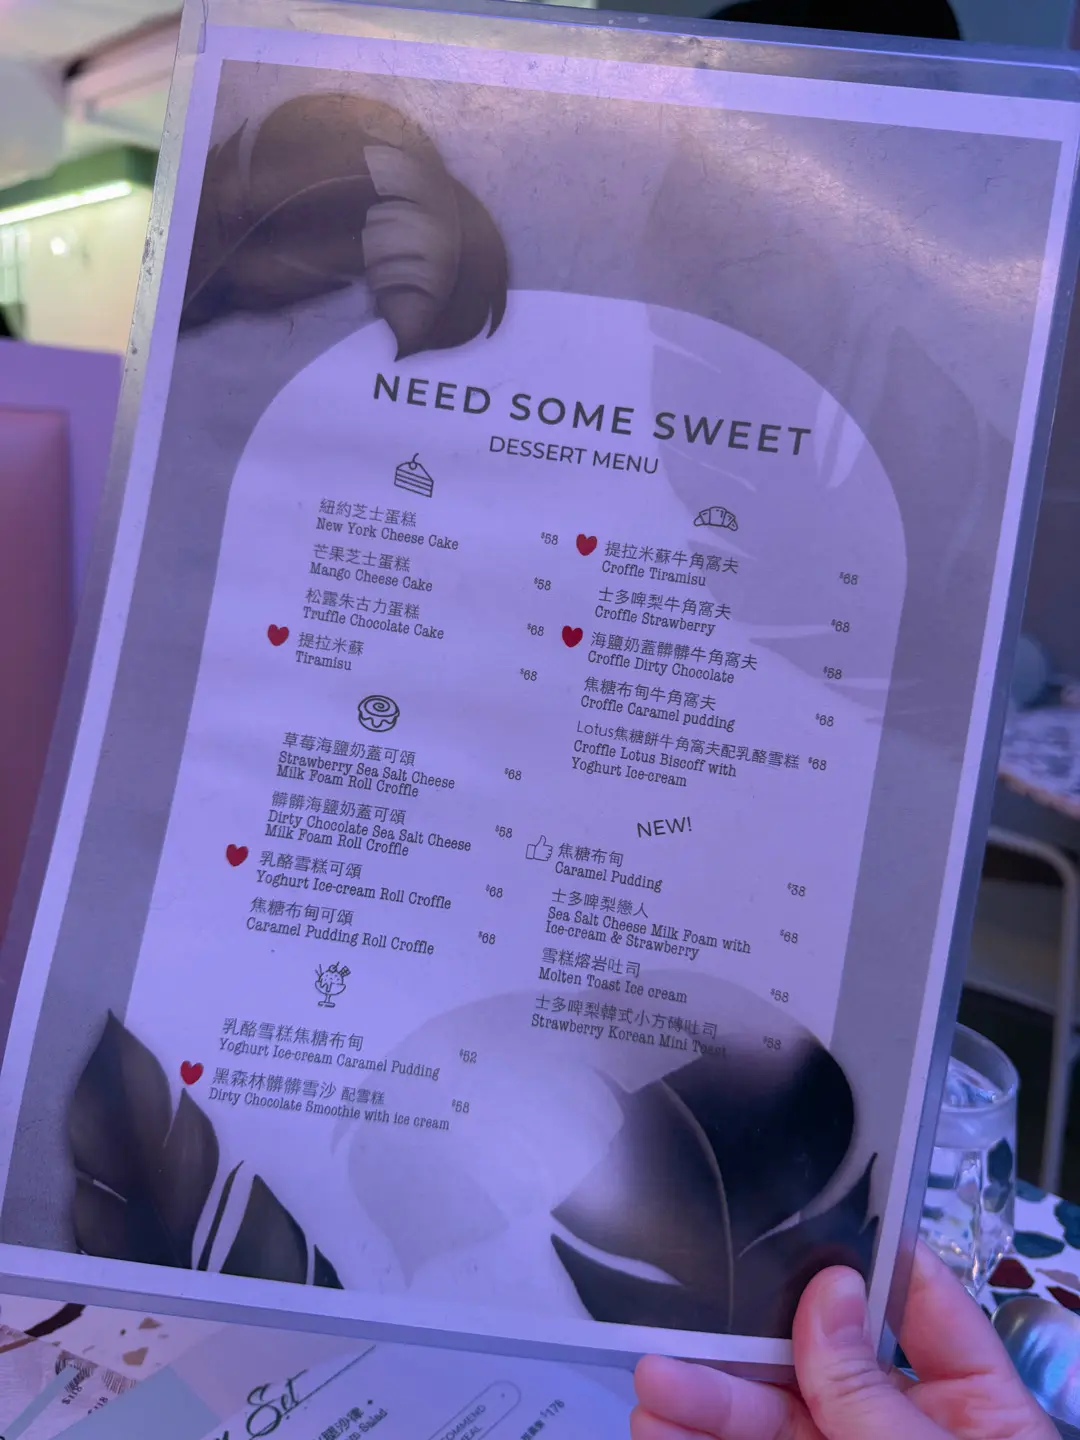 NEED SOME SWEET
DESSERT MENU
紐約芝士蛋糕
New York Cheese Cake
$58
芒果芝士蛋糕
Mango Cheese Cake
$58
松露朱古力蛋糕
Truffle Chocolate Cake
$68
提拉米蘇
Tiramisu
$68
草莓海鹽奶蓋可頌
Strawberry Sea Salt Cheese
Milk Foam Roll Croffle
$68
髒髒海鹽奶蓋可頌
Dirty Chocolate Sea Salt Cheese
Milk Foam Roll Croffle
$58
乳酪雪糕可頌
Yoghurt Ice-cream Roll Croffle
$68
焦糖布甸可頌
Caramel Pudding Roll Croffle
$68
乳酪雪糕焦糖布甸
Yoghurt Ice-cream Caramel Pudding
$52
黑森林髒髒雪沙 配雪糕
Dirty Chocolate Smoothie with ice cream
$58
提拉米蘇牛角窩夫
Croffle Tiramisu
$68
士多啤梨牛角窩夫
Croffle Strawberry
$68
海鹽奶蓋髒髒牛角窩夫
Croffle Dirty Chocolate
$58
焦糖布甸牛角窩夫
Croffle Caramel pudding
$68
Lotus焦糖餅牛角窩夫配乳酪雪糕
Croffle Lotus Biscoff with
Yoghurt Ice-cream
$68
NEW!
焦糖布甸
Caramel Pudding
$38
士多啤梨戀人
Sea Salt Cheese Milk Foam with
Ice-cream & Strawberry
$68
雪糕熔岩吐司
Molten Toast Ice cream
$58
士多啤梨韓式小方磚吐司
Strawberry Korean Mini Toast
$58
Set
Salad
$118
$178